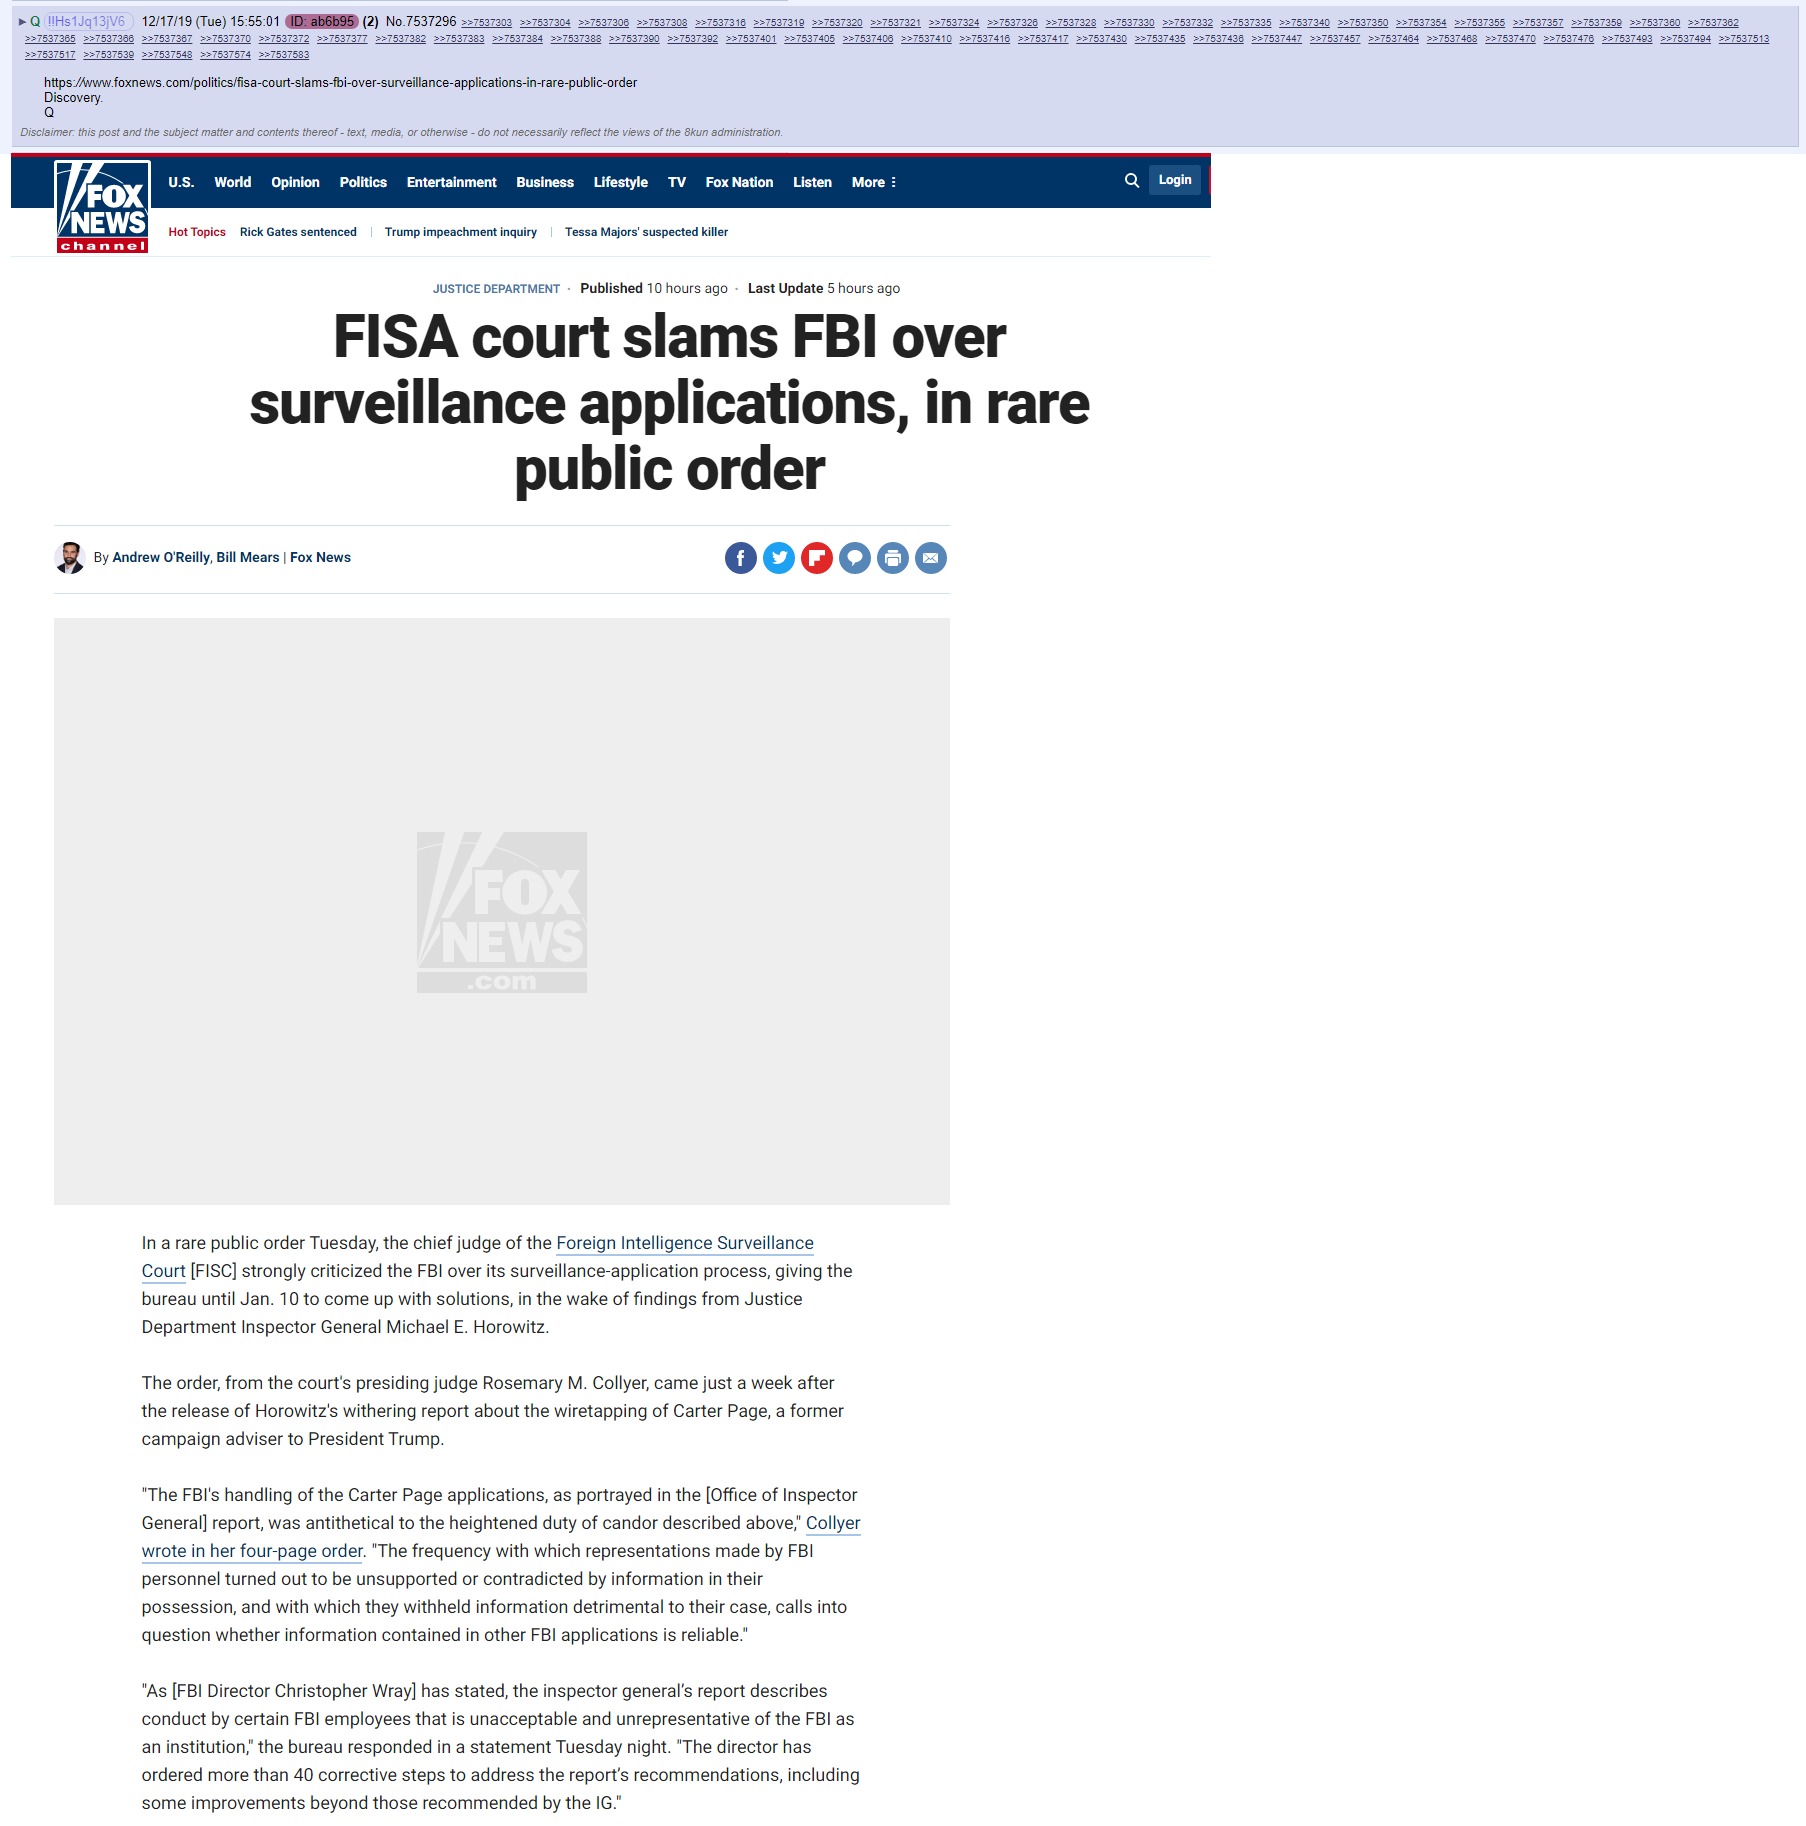 ▶ Q !!Hs1Jq13jV6 12/17/19 (Tue) 15:55:01 ID: ab6b95 (2) No.7537296 >>7537303 >>7537304 >>7537306 >>7537308 >>7537316 >>7537319 >>7537320 >>7537321 >>7537324 >>7537326 >>7537328 >>7537330 >>7537332 >>7537335 >>7537340 >>7537350 >>7537354 >>7537355 >>7537357 >>7537359 >>7537360 >>7537362
>>7537365 >>7537366 >>7537367 >>7537370 >>7537372 >>7537377 >>7537382 >>7537383 >>7537384 >>7537388 >>7537390 >>7537392 >>7537401 >>7537405 >>7537406 >>7537410 >>7537416 >>7537417 >>7537430 >>7537435 >>7537436 >>7537447 >>7537457 >>7537464 >>7537468 >>7537470 >>7537476 >>7537493 >>7537494 >>7537513
>>7537517 >>7537539 >>7537548 >>7537574 >>7537583
https://www.foxnews.com/politics/fisa-court-slams-fbi-over-surveillance-applications-in-rare-public-order
Discovery.
Q
Disclaimer: this post and the subject matter and contents thereof - text, media, or otherwise - do not necessarily reflect the views of the 8kun administration.
FOX
NEWS
channel
U.S. World Opinion Politics Entertainment Business Lifestyle TV Fox Nation Listen More Login
Hot Topics Rick Gates sentenced Trump impeachment inquiry Tessa Majors' suspected killer
JUSTICE DEPARTMENT · Published 10 hours ago · Last Update 5 hours ago
FISA court slams FBI over
surveillance applications, in rare
public order
By Andrew O'Reilly, Bill Mears | Fox News
FOX
NEWS
.com
In a rare public order Tuesday, the chief judge of the Foreign Intelligence Surveillance
Court [FISC] strongly criticized the FBI over its surveillance-application process, giving the
bureau until Jan. 10 to come up with solutions, in the wake of findings from Justice
Department Inspector General Michael E. Horowitz.
The order, from the court's presiding judge Rosemary M. Collyer, came just a week after
the release of Horowitz's withering report about the wiretapping of Carter Page, a former
campaign adviser to President Trump.
"The FBI's handling of the Carter Page applications, as portrayed in the [Office of Inspector
General] report, was antithetical to the heightened duty of candor described above," Collyer
wrote in her four-page order. "The frequency with which representations made by FBI
personnel turned out to be unsupported or contradicted by information in their
possession, and with which they withheld information detrimental to their case, calls into
question whether information contained in other FBI applications is reliable."
"As [FBI Director Christopher Wray] has stated, the inspector general’s report describes
conduct by certain FBI employees that is unacceptable and unrepresentative of the FBI as
an institution," the bureau responded in a statement Tuesday night. "The director has
ordered more than 40 corrective steps to address the report’s recommendations, including
some improvements beyond those recommended by the IG."